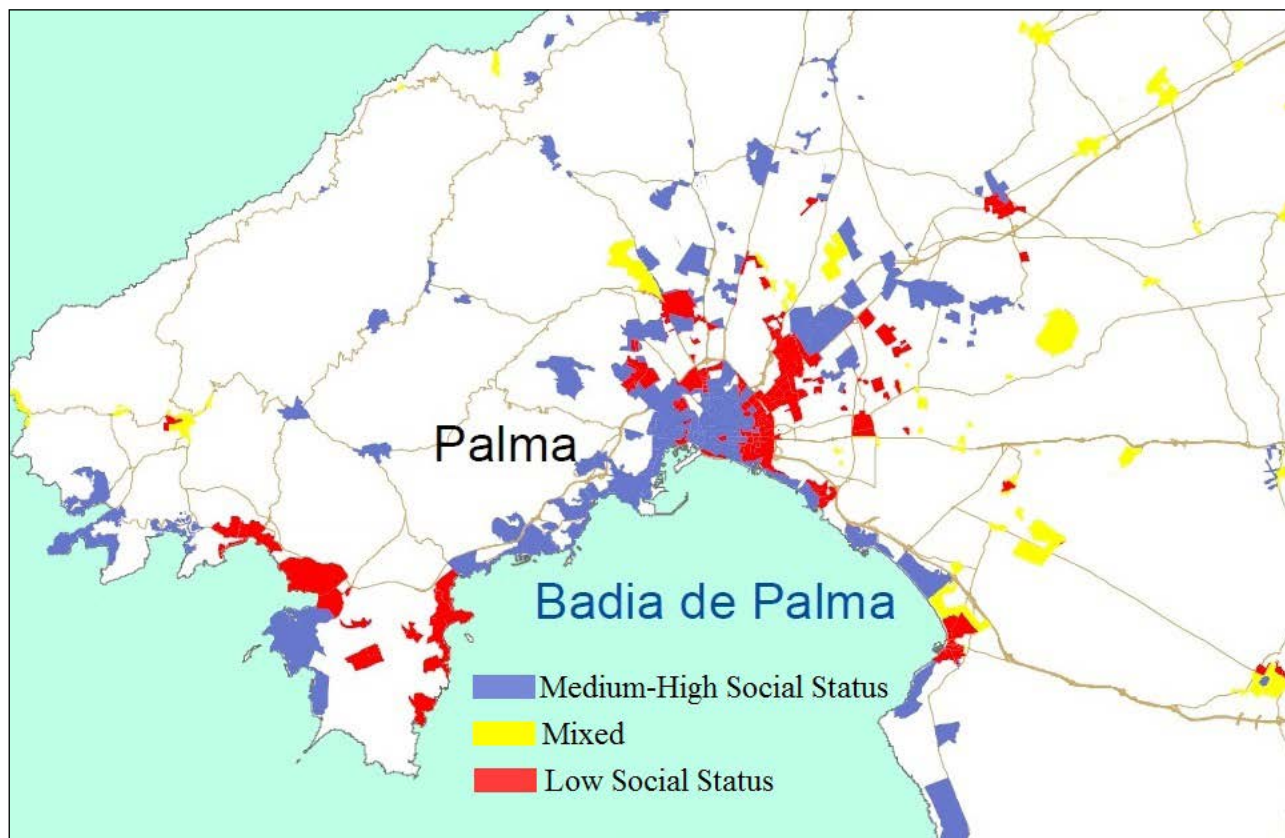 Palma
Badia de Palma
Medium-High Social Status
Mixed
Low Social Status